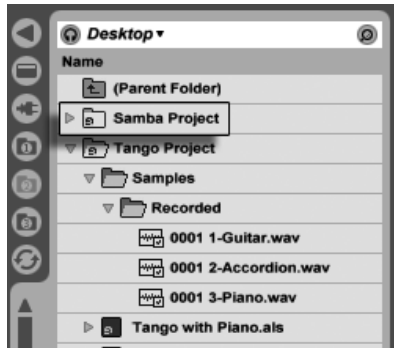 Desktop
Name
(Parent Folder)
Samba Project
Tango Project
Samples
Recorded
0001 1-Guitar.wav
0001 2-Accordion.wav
0001 3-Piano.wav
Tango with Piano.als